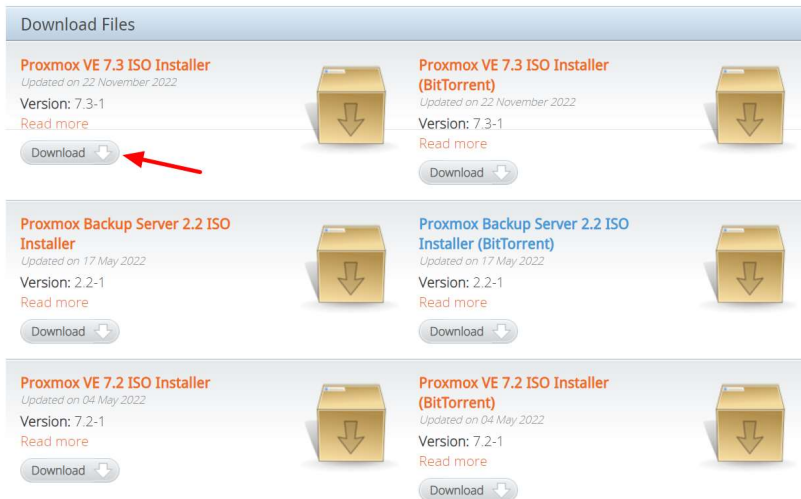 Download Files
Proxmox VE 7.3 ISO Installer
Updated on 22 November 2022
Version: 7.3-1
Read more
Download
Proxmox VE 7.3 ISO Installer
(BitTorrent)
Updated on 22 November 2022
Version: 7.3-1
Read more
Download
Proxmox Backup Server 2.2 ISO
Installer
Updated on 17 May 2022
Version: 2.2-1
Read more
Download
Proxmox Backup Server 2.2 ISO
Installer (BitTorrent)
Updated on 17 May 2022
Version: 2.2-1
Read more
Download
Proxmox VE 7.2 ISO Installer
Updated on 04 May 2022
Version: 7.2-1
Read more
Download
Proxmox VE 7.2 ISO Installer
(BitTorrent)
Updated on 04 May 2022
Version: 7.2-1
Read more
Download